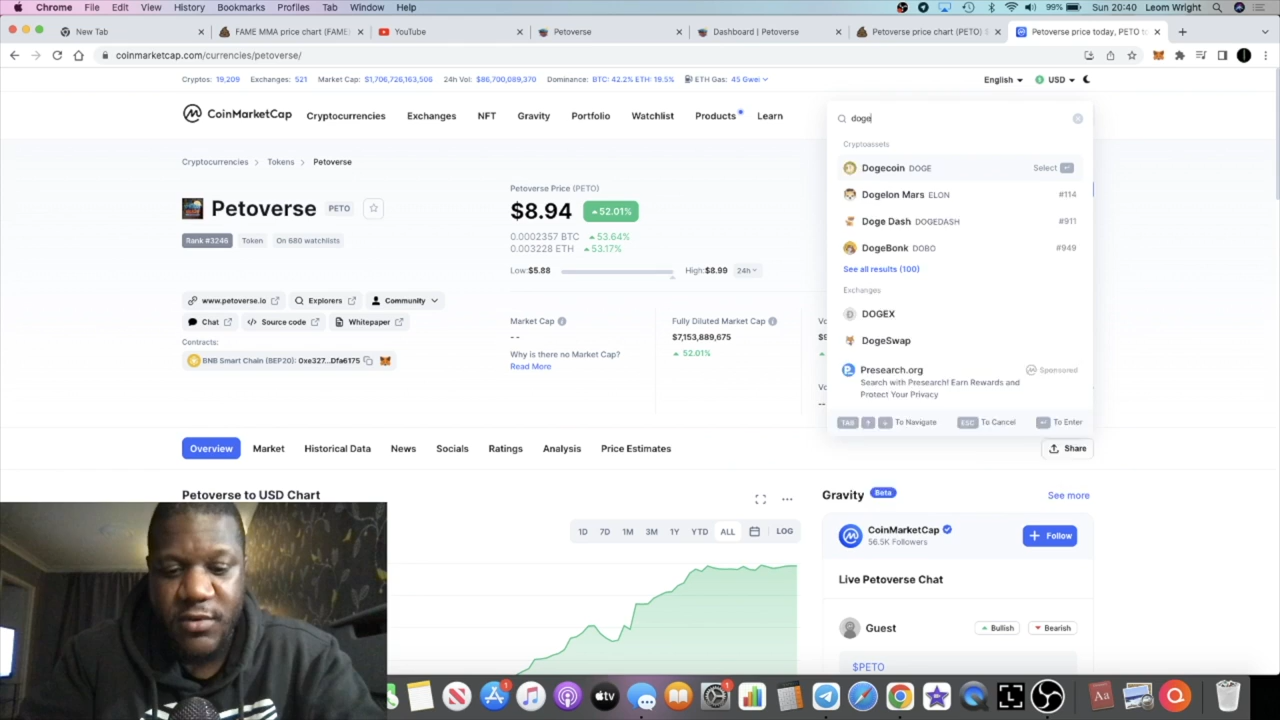 Chrome File Edit View History Bookmarks Profiles Tab Window Help 99% Sun 20:40 Leom Wright
New Tab FAME MMA price chart (FAME) YouTube Petoverse Dashboard | Petoverse Petoverse price chart (PETO) Petoverse price today, PETO to
coinmarketcap.com/currencies/petoverse/
Cryptos: 19,209 Exchanges: 521 Market Cap: $1,706,726,163,506 24h Vol: $86,700,089,370 Dominance: BTC: 42.2% ETH: 19.5% ETH Gas: 45 Gwei English USD
CoinMarketCap Cryptocurrencies Exchanges NFT Gravity Portfolio Watchlist Products Learn
doge
Cryptoassets
Dogecoin DOGE Select
Dogelon Mars ELON #114
Doge Dash DOGEDASH #911
DogeBonk DOBO #949
See all results (100)
Exchanges
DOGEX
DogeSwap
Presearch.org Sponsored
Search with Presearch! Earn Rewards and
Protect Your Privacy
TAB To Navigate ESC To Cancel To Enter
Cryptocurrencies Tokens Petoverse
Petoverse PETO
Rank #3246 Token On 680 watchlists
Petoverse Price (PETO)
$8.94 52.01%
0.0002357 BTC 53.64%
0.003228 ETH 53.17%
Low: $5.88 High: $8.99 24h
www.petoverse.io Explorers Community
Chat Source code Whitepaper
Contracts:
BNB Smart Chain (BEP20): 0xe327...Dfa6175
Market Cap
- -
Why is there no Market Cap?
Read More
Fully Diluted Market Cap
$7,153,889,675
52.01%
Overview Market Historical Data News Socials Ratings Analysis Price Estimates Share
Petoverse to USD Chart
1D 7D 1M 3M 1Y YTD ALL LOG
Gravity Beta See more
CoinMarketCap
56.5K Followers
Follow
Live Petoverse Chat
Guest Bullish Bearish
$PETO